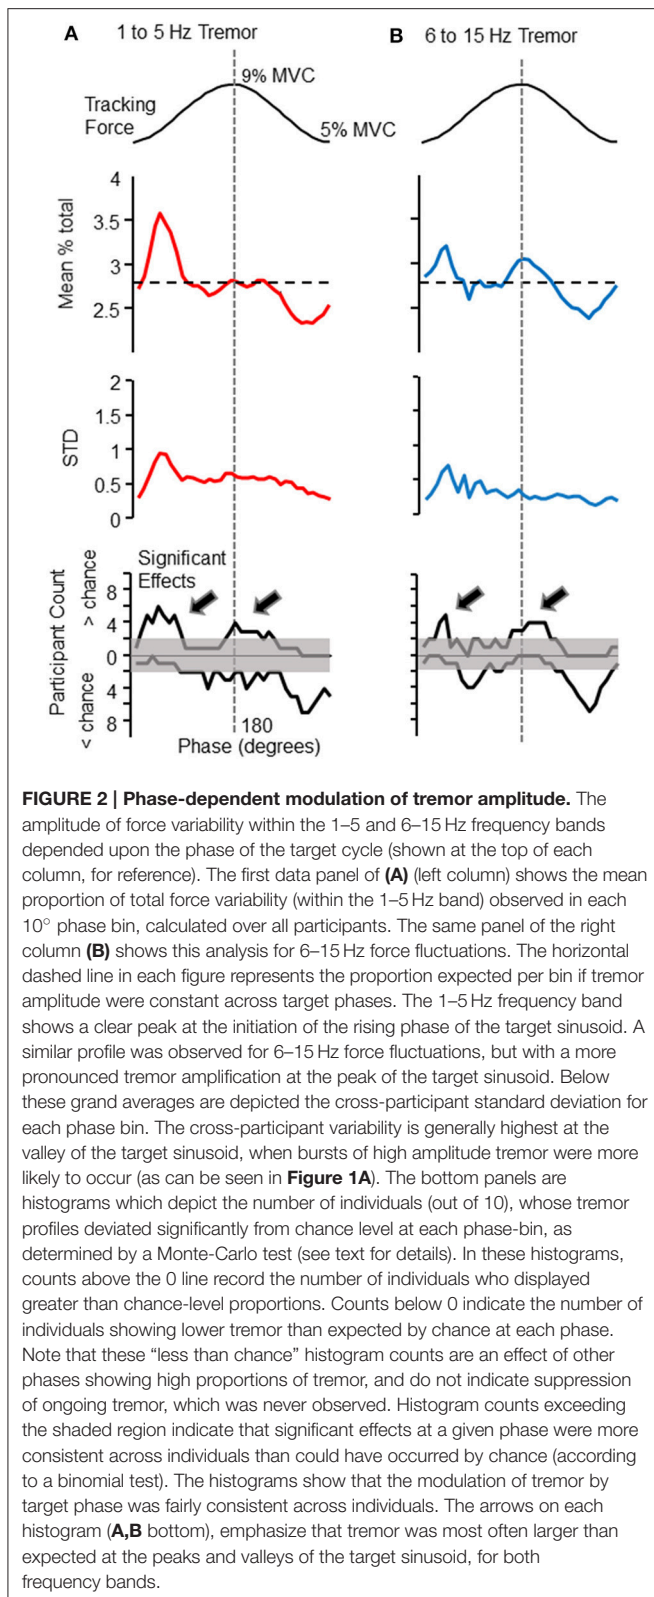 A 1 to 5 Hz Tremor
B 6 to 15 Hz Tremor
9% MVC
Tracking
Force
5% MVC
4
3.5
3
2.5
Mean % total
2
1.5
1
0.5
0
STD
Significant
Effects
8
4
0
4
8
Participant Count
< chance > chance
180
Phase (degrees)
FIGURE 2 | Phase-dependent modulation of tremor amplitude. The
amplitude of force variability within the 1–5 and 6–15 Hz frequency bands
depended upon the phase of the target cycle (shown at the top of each
column, for reference). The first data panel of (A) (left column) shows the mean
proportion of total force variability (within the 1–5 Hz band) observed in each
10° phase bin, calculated over all participants. The same panel of the right
column (B) shows this analysis for 6–15 Hz force fluctuations. The horizontal
dashed line in each figure represents the proportion expected per bin if tremor
amplitude were constant across target phases. The 1–5 Hz frequency band
shows a clear peak at the initiation of the rising phase of the target sinusoid. A
similar profile was observed for 6–15 Hz force fluctuations, but with a more
pronounced tremor amplification at the peak of the target sinusoid. Below
these grand averages are depicted the cross-participant standard deviation for
each phase bin. The cross-participant variability is generally highest at the
valley of the target sinusoid, when bursts of high amplitude tremor were more
likely to occur (as can be seen in Figure 1A). The bottom panels are
histograms which depict the number of individuals (out of 10), whose tremor
profiles deviated significantly from chance level at each phase-bin, as
determined by a Monte-Carlo test (see text for details). In these histograms,
counts above the 0 line record the number of individuals who displayed
greater than chance-level proportions. Counts below 0 indicate the number of
individuals showing lower tremor than expected by chance at each phase.
Note that these “less than chance” histogram counts are an effect of other
phases showing high proportions of tremor, and do not indicate suppression
of ongoing tremor, which was never observed. Histogram counts exceeding
the shaded region indicate that significant effects at a given phase were more
consistent across individuals than could have occurred by chance (according
to a binomial test). The histograms show that the modulation of tremor by
target phase was fairly consistent across individuals. The arrows on each
histogram (A,B bottom), emphasize that tremor was most often larger than
expected at the peaks and valleys of the target sinusoid, for both
frequency bands.